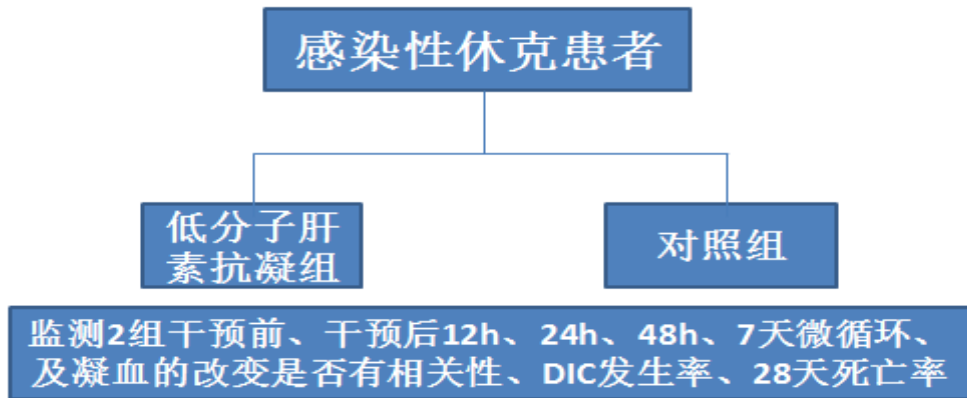 感染性休克患者
低分子肝
素抗凝组
对照组
监测2组干预前、干预后12h、24h、48h、7天微循环、
及凝血的改变是否有相关性、DIC发生率、28天死亡率